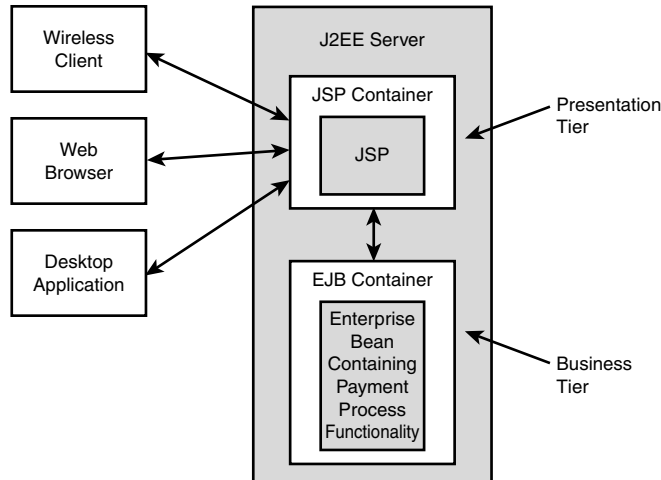 Wireless
Client
Web
Browser
Desktop
Application
J2EE Server
JSP Container
JSP
EJB Container
Enterprise
Bean
Containing
Payment
Process
Functionality
Presentation
Tier
Business
Tier